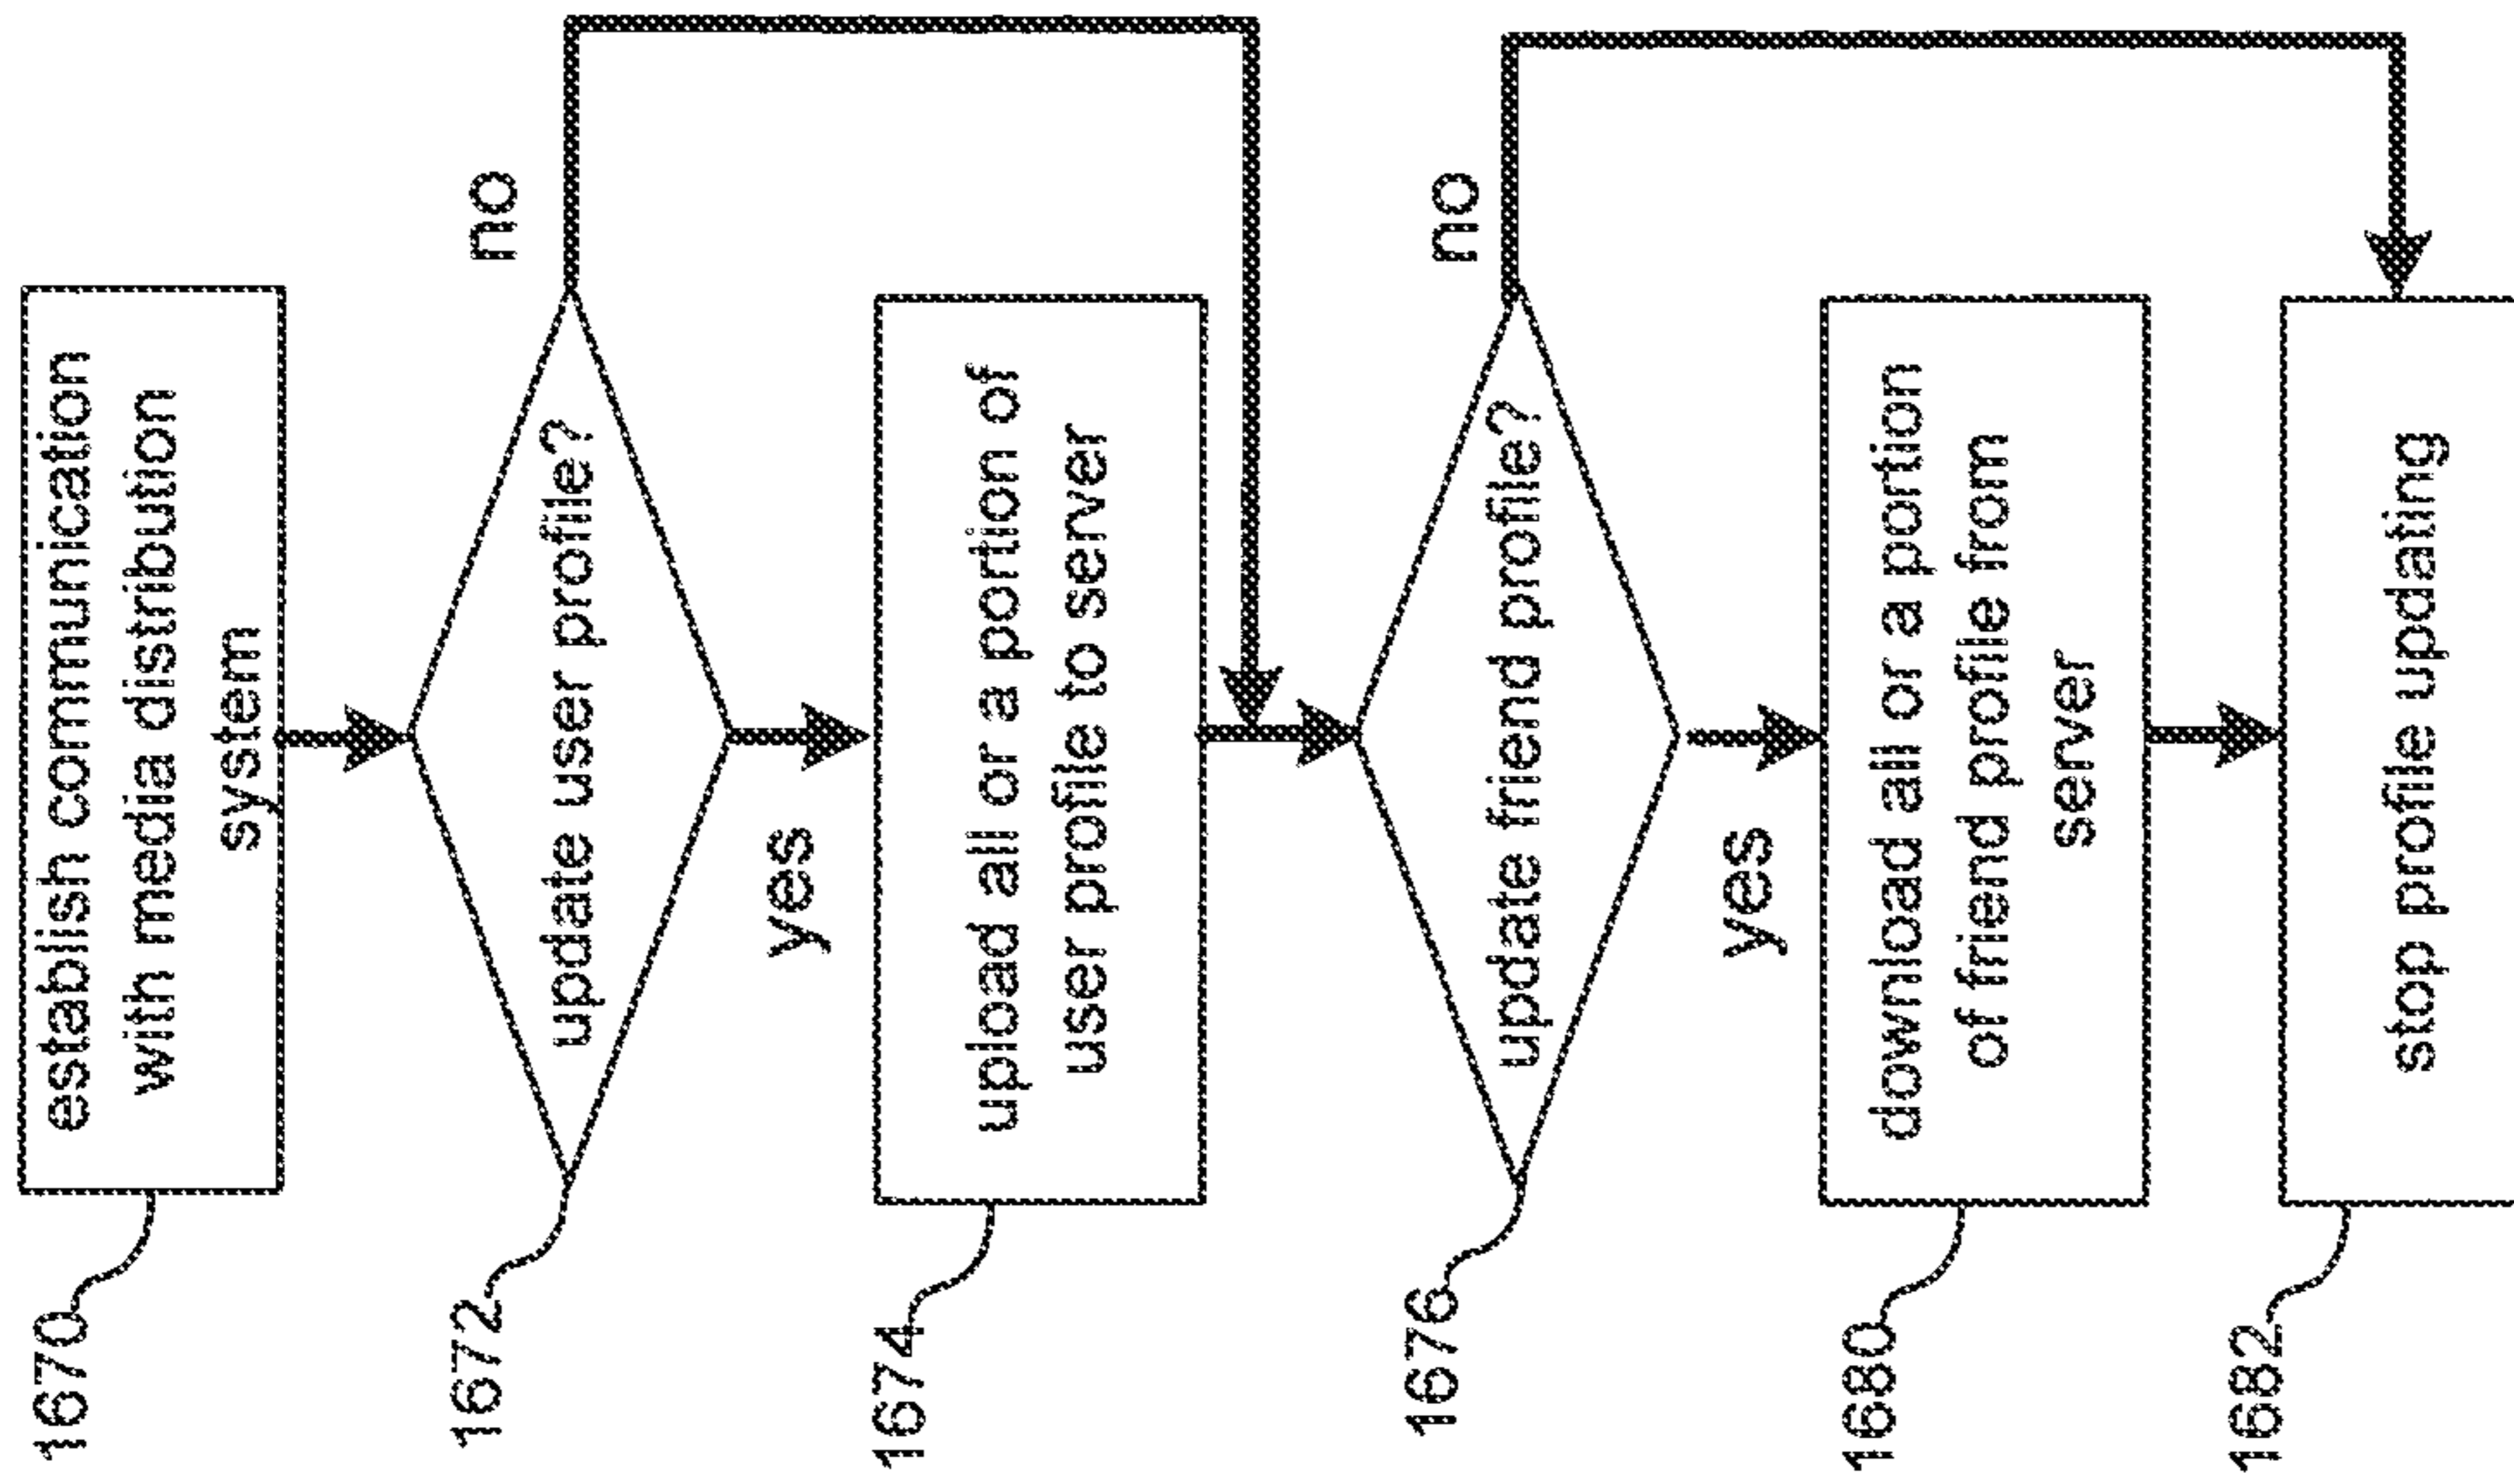 1670
establish communication
with media distribution
system
1672
update user profile?
no
yes
1674
upload all or a portion of
user profile to server
1676
update friend profile?
no
yes
1680
download all or a portion
of friend profile from
server
1682
stop profile updating